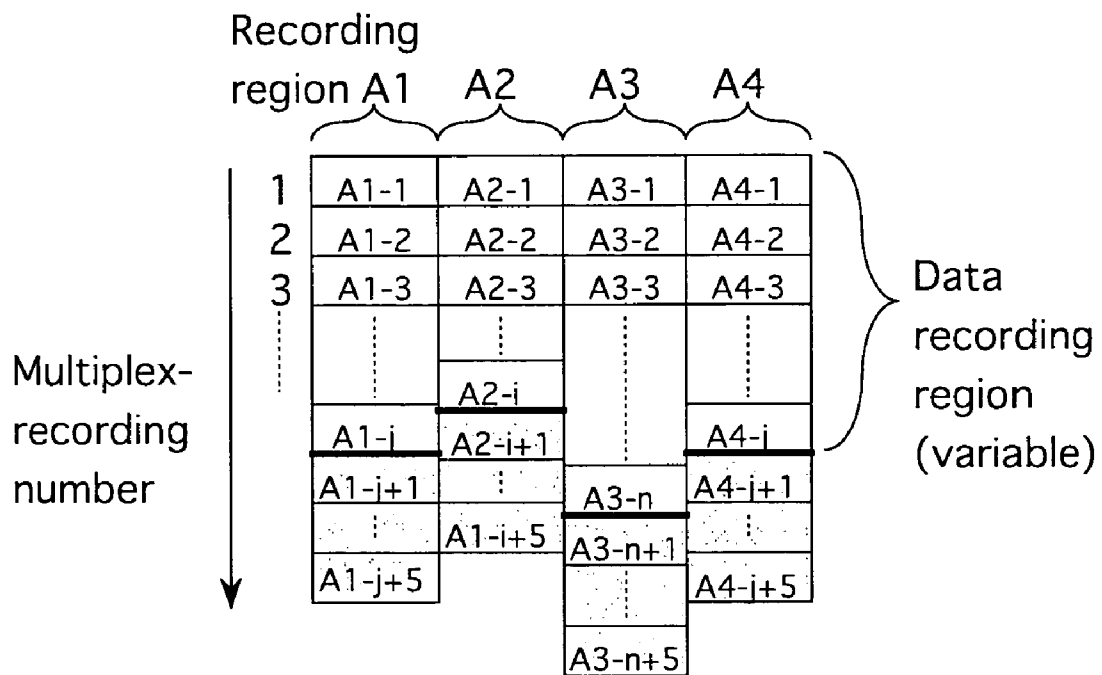 Recording
region A1 A2 A3 A4
1 A1-1 A2-1 A3-1 A4-1
2 A1-2 A2-2 A3-2 A4-2
3 A1-3 A2-3 A3-3 A4-3
Data
recording
region
(variable)
Multiplex-
recording
number
A2-i
A1-j A2-i+1 A4-j
A1-j+1 A3-n A4-j+1
A1-i+5 A3-n+1
A1-j+5 A4-j+5
A3-n+5